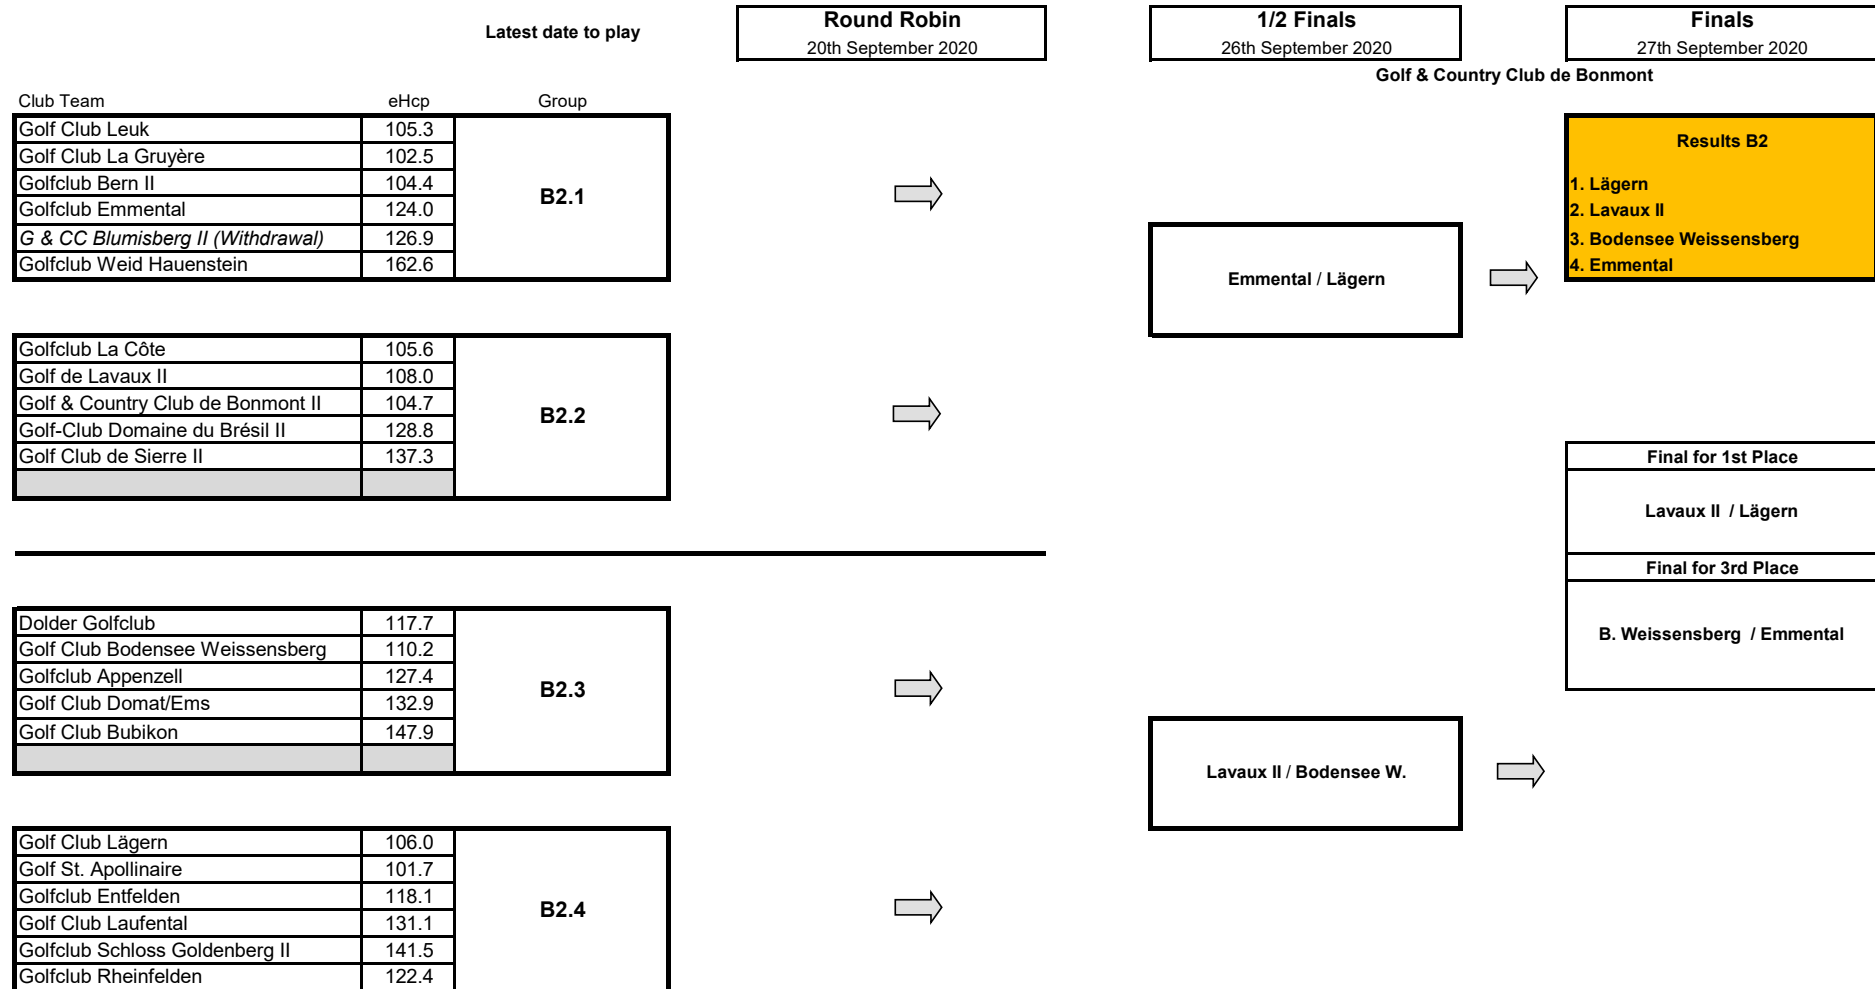 Latest date to play
Round Robin
20th September 2020
1/2 Finals
26th September 2020
Finals
27th September 2020
Golf & Country Club de Bonmont
Club Team eHcp Group
Golf Club Leuk 105.3
Golf Club La Gruyère 102.5
Golfclub Bern II 104.4
Golfclub Emmental 124.0
G & CC Blumisberg II (Withdrawal) 126.9
Golfclub Weid Hauenstein 162.6
B2.1
Results B2
1. Lägern
2. Lavaux II
3. Bodensee Weissensberg
4. Emmental
Emmental / Lägern
Golfclub La Côte 105.6
Golf de Lavaux II 108.0
Golf & Country Club de Bonmont II 104.7
Golf-Club Domaine du Brésil II 128.8
Golf Club de Sierre II 137.3
B2.2
Final for 1st Place
Lavaux II / Lägern
Final for 3rd Place
B. Weissensberg / Emmental
Dolder Golfclub 117.7
Golf Club Bodensee Weissensberg 110.2
Golfclub Appenzell 127.4
Golf Club Domat/Ems 132.9
Golf Club Bubikon 147.9
B2.3
Lavaux II / Bodensee W.
Golf Club Lägern 106.0
Golf St. Apollinaire 101.7
Golfclub Entfelden 118.1
Golf Club Laufental 131.1
Golfclub Schloss Goldenberg II 141.5
Golfclub Rheinfelden 122.4
B2.4